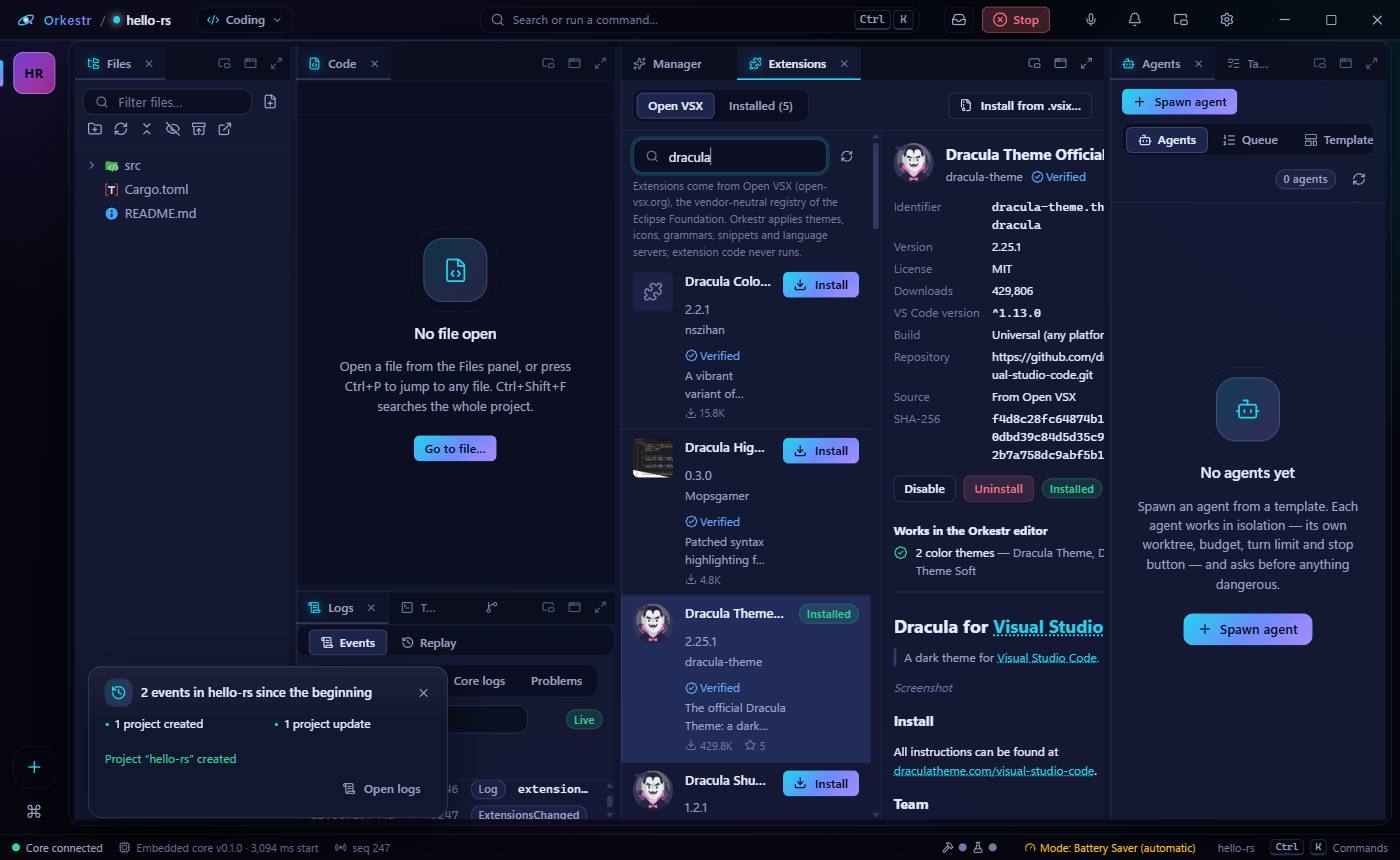 Orkestr / hello-rs
Coding
Search or run a command...
Ctrl K
Stop
HR
Files
Filter files...
src
Cargo.toml
README.md
Code
No file open
Open a file from the Files panel, or press
Ctrl+P to jump to any file. Ctrl+Shift+F
searches the whole project.
Go to file...
Logs
T...
Events
Replay
Core logs
Problems
Live
Log
extension...
#247
ExtensionsChanged
2 events in hello-rs since the beginning
• 1 project created
• 1 project update
Project "hello-rs" created
Open logs
Manager
Extensions
Open VSX
Installed (5)
Install from .vsix...
dracula
Extensions come from Open VSX (open-
vsx.org), the vendor-neutral registry of the
Eclipse Foundation. Orkestr applies themes,
icons, grammars, snippets and language
servers; extension code never runs.
Dracula Colo...
Install
2.2.1
nszihan
Verified
A vibrant
variant of...
15.8K
Dracula Hig...
Install
0.3.0
Mopsgamer
Verified
Patched syntax
highlighting f...
4.8K
Dracula Theme...
Installed
2.25.1
dracula-theme
Verified
The official Dracula
Theme: a dark...
429.8K
5
Dracula Shu...
Install
1.2.1
Dracula Theme Official
dracula-theme
Verified
Identifier
dracula-theme.th
dracula
Version
2.25.1
License
MIT
Downloads
429,806
VS Code version
^1.13.0
Build
Universal (any platfor
Repository
https://github.com/d
ual-studio-code.git
Source
From Open VSX
SHA-256
f4d8c28fc64874b1
0dbd39c84d5d35c9
2b7a758dc9abf5b1
Disable
Uninstall
Installed
Works in the Orkestr editor
2 color themes — Dracula Theme, D
Theme Soft
Dracula for Visual Studio
A dark theme for Visual Studio Code.
Screenshot
Install
All instructions can be found at
draculatheme.com/visual-studio-code.
Team
Agents
Ta...
Spawn agent
Agents
Queue
Template
0 agents
No agents yet
Spawn an agent from a template. Each
agent works in isolation — its own
worktree, budget, turn limit and stop
button — and asks before anything
dangerous.
Spawn agent
Core connected
Embedded core v0.1.0 · 3,094 ms start
seq 247
Mode: Battery Saver (automatic)
hello-rs
Ctrl K Commands